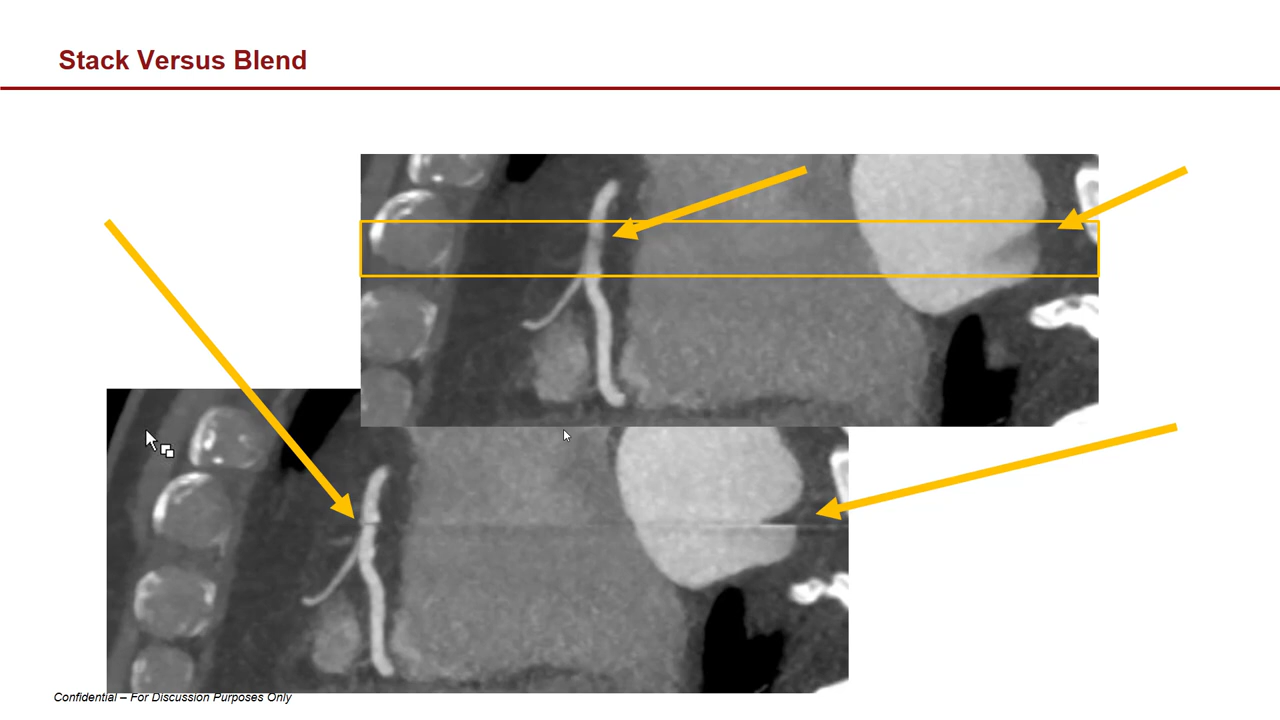 Stack Versus Blend
Confidential – For Discussion Purposes Only